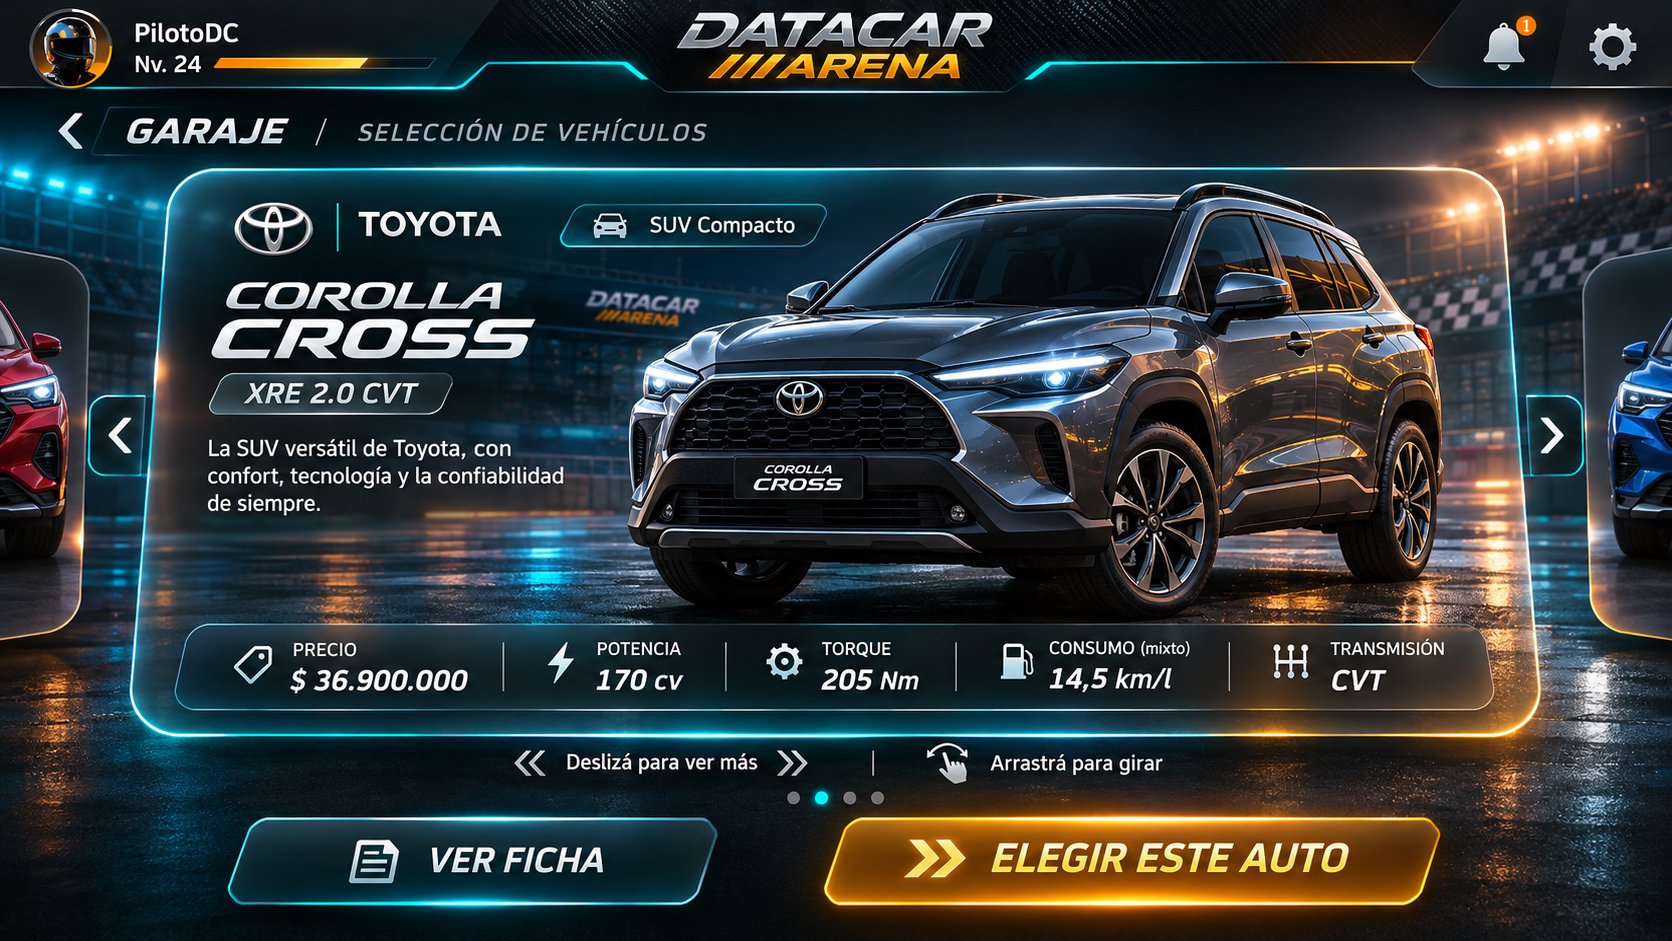 PilotoDC
Nv. 24
DATACAR
ARENA
1
GARAJE / SELECCIÓN DE VEHÍCULOS
TOYOTA
SUV Compacto
COROLLA
CROSS
DATACAR
ARENA
XRE 2.0 CVT
La SUV versátil de Toyota, con
confort, tecnología y la confiabilidad
de siempre.
COROLLA
CROSS
PRECIO
$ 36.900.000
POTENCIA
170 cv
TORQUE
205 Nm
CONSUMO (mixto)
14,5 km/l
TRANSMISIÓN
CVT
Deslizá para ver más
Arrastrá para girar
VER FICHA
ELEGIR ESTE AUTO